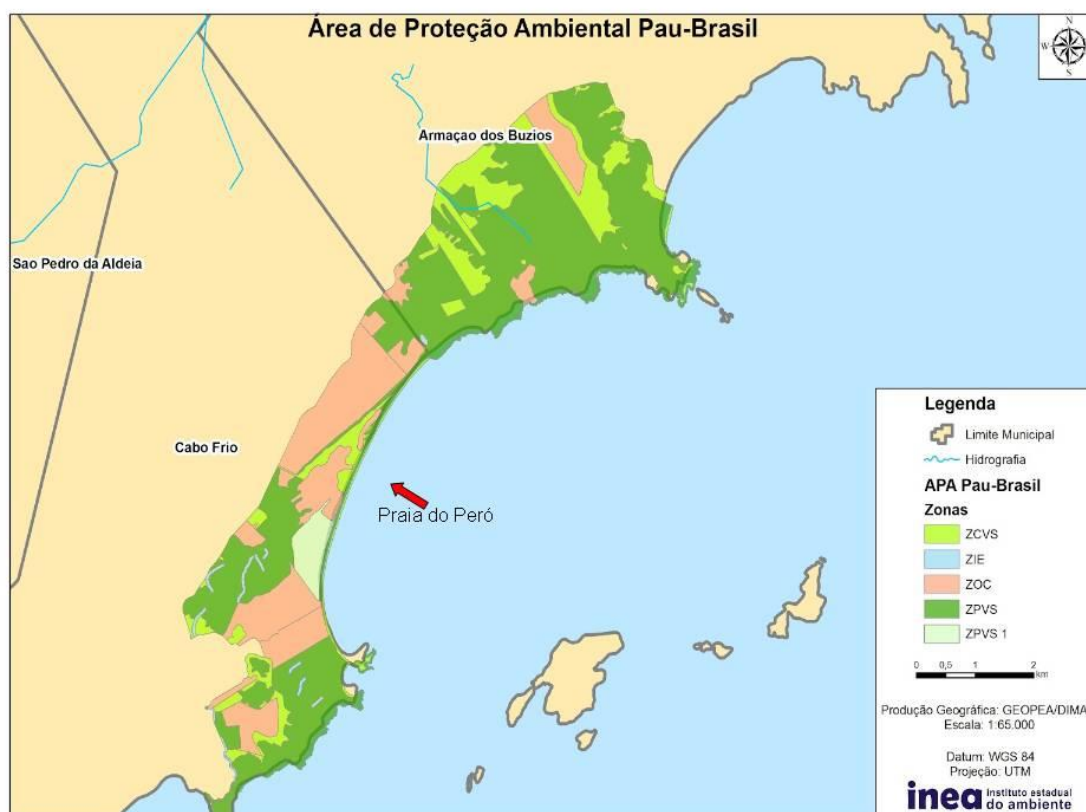 Área de Proteção Ambiental Pau-Brasil
N
W
E
S
Armaçao dos Buzios
Sao Pedro da Aldeia
Cabo Frio
Praia do Peró
Legenda
Limite Municipal
Hidrografia
APA Pau-Brasil
Zonas
ZCVS
ZIE
ZOC
ZPVS
ZPVS 1
0 0,5 1 2
km
Produção Geográfica: GEOPEA/DIMA
Escala: 1:65.000
Datum: WGS 84
Projeção: UTM
inea instituto estadual
do ambiente